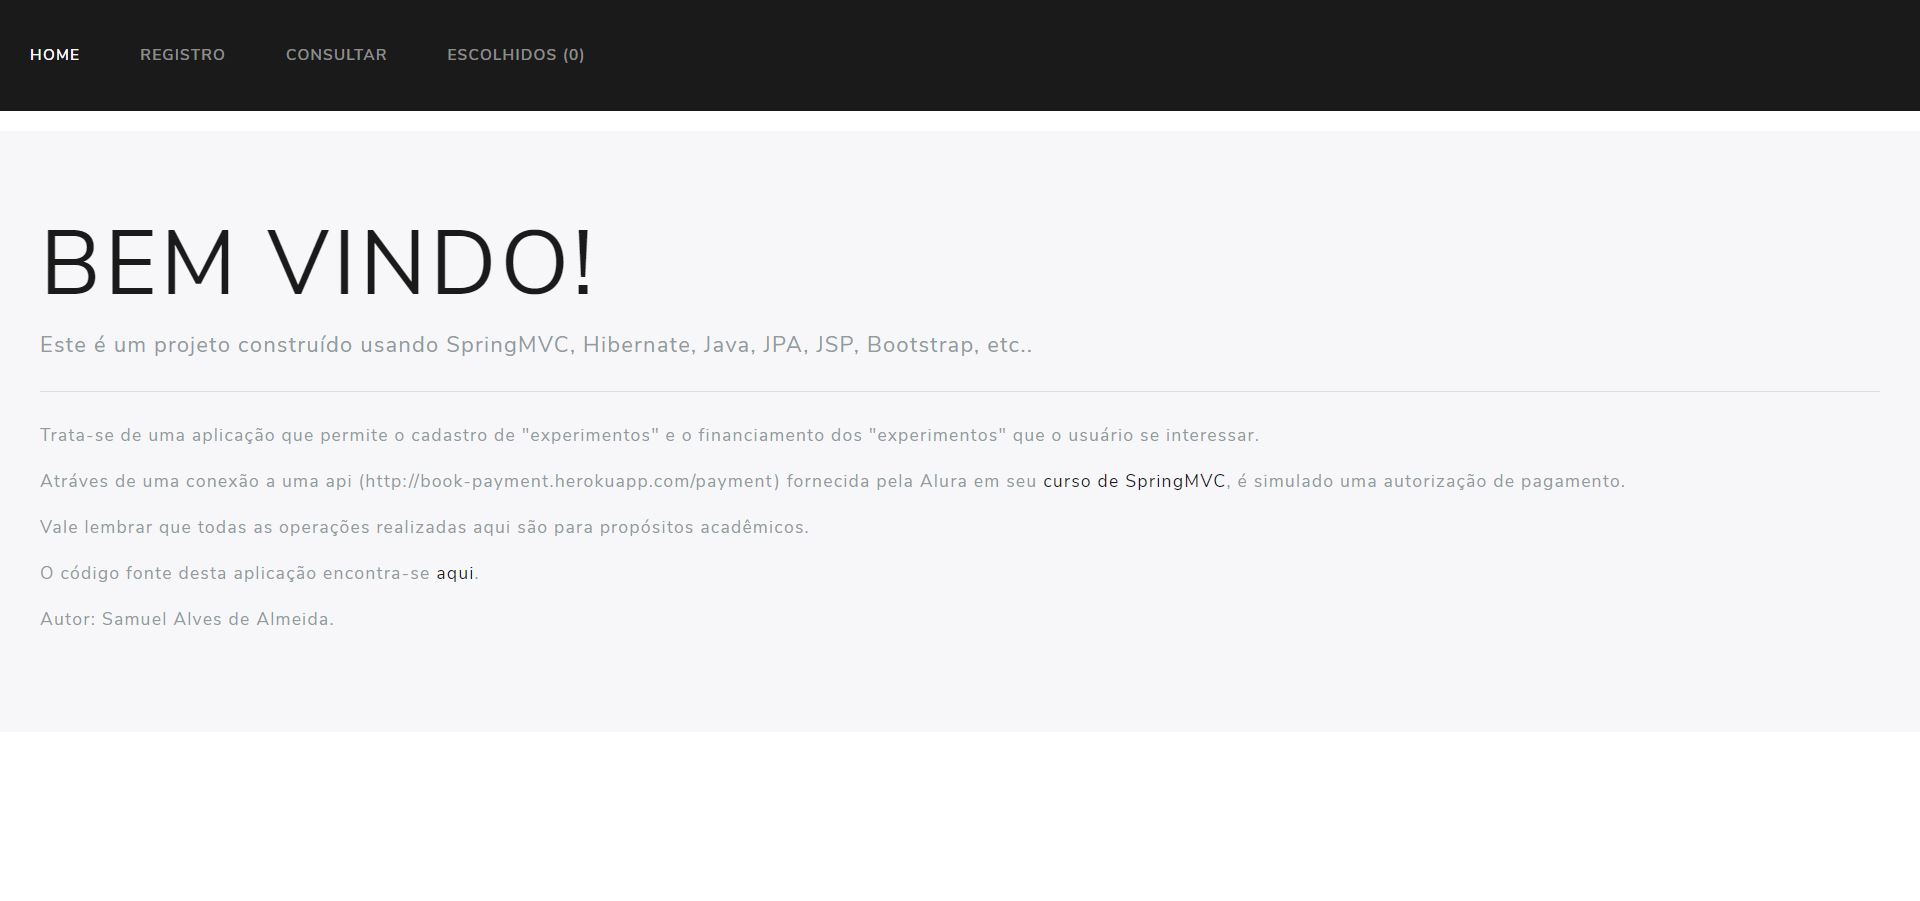 HOME REGISTRO CONSULTAR ESCOLHIDOS (0)
BEM VINDO!
Este é um projeto construído usando SpringMVC, Hibernate, Java, JPA, JSP, Bootstrap, etc..
Trata-se de uma aplicação que permite o cadastro de "experimentos" e o financiamento dos "experimentos" que o usuário se interessar.
Atráves de uma conexão a uma api (http://book-payment.herokuapp.com/payment) fornecida pela Alura em seu curso de SpringMVC, é simulado uma autorização de pagamento.
Vale lembrar que todas as operações realizadas aqui são para propósitos acadêmicos.
O código fonte desta aplicação encontra-se aqui.
Autor: Samuel Alves de Almeida.